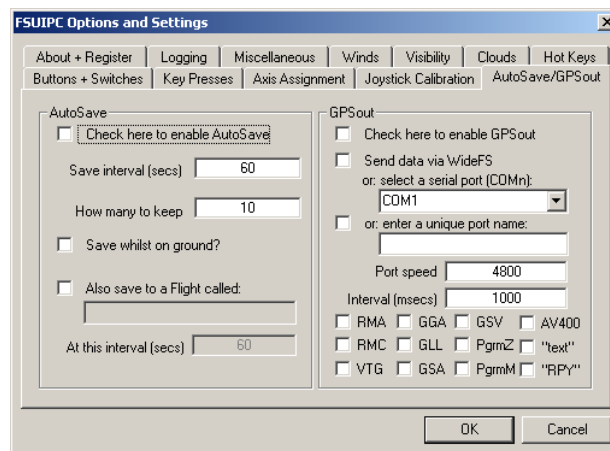 FSUIPC Options and Settings
About + Register
Logging
Miscellaneous
Winds
Visibility
Clouds
Hot Keys
Buttons + Switches
Key Presses
Axis Assignment
Joystick Calibration
AutoSave/GPSout
AutoSave
Check here to enable AutoSave
Save interval (secs) 60
How many to keep 10
Save whilst on ground?
Also save to a Flight called:
At this interval (secs) 60
GPSout
Check here to enable GPSout
Send data via WideFS
or: select a serial port (COMn):
COM1
or: enter a unique port name:
Port speed 4800
Interval (msecs) 1000
RMA GGA GSV AV400
RMC GLL PgrmZ "text"
VTG GSA PgrmM "RPY"
OK Cancel